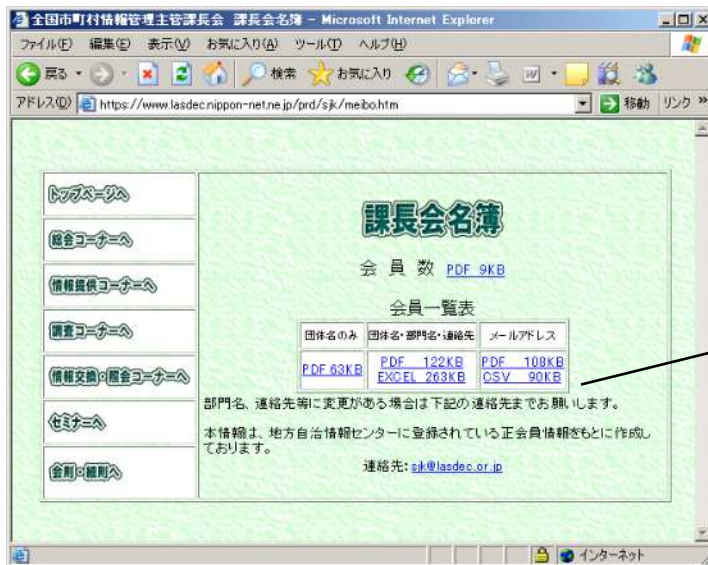 全国市町村情報管理主管課長会 課長会名簿 - Microsoft Internet Explorer
ファイル(F) 編集(E) 表示(V) お気に入り(A) ツール(T) ヘルプ(H)
戻る 検索 お気に入り
アドレス(D) https://www.lasdec.nippon-net.ne.jp/prd/sjk/meibo.htm 移動 リンク »
トップページへ
総会コーナーへ
情報提供コーナーへ
調査コーナーへ
情報交換・照会コーナーへ
セミナーへ
会則・細則へ
課長会名簿
会 員 数 PDF 9KB
会員一覧表
団体名のみ 団体名・部門名・連絡先 メールアドレス
PDF 63KB PDF 122KB PDF 108KB
EXCEL 263KB CSV 90KB
部門名、連絡先等に変更がある場合は下記の連絡先までお願いします。
本情報は、地方自治情報センターに登録されている正会員情報をもとに作成し
ております。
連絡先: sjk@lasdec.or.jp
インターネット